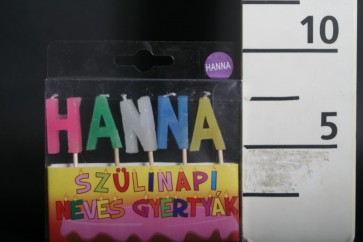 HANNA
HANNA
SZÜLINAPI
NEVES GYERTYÁK
10
5